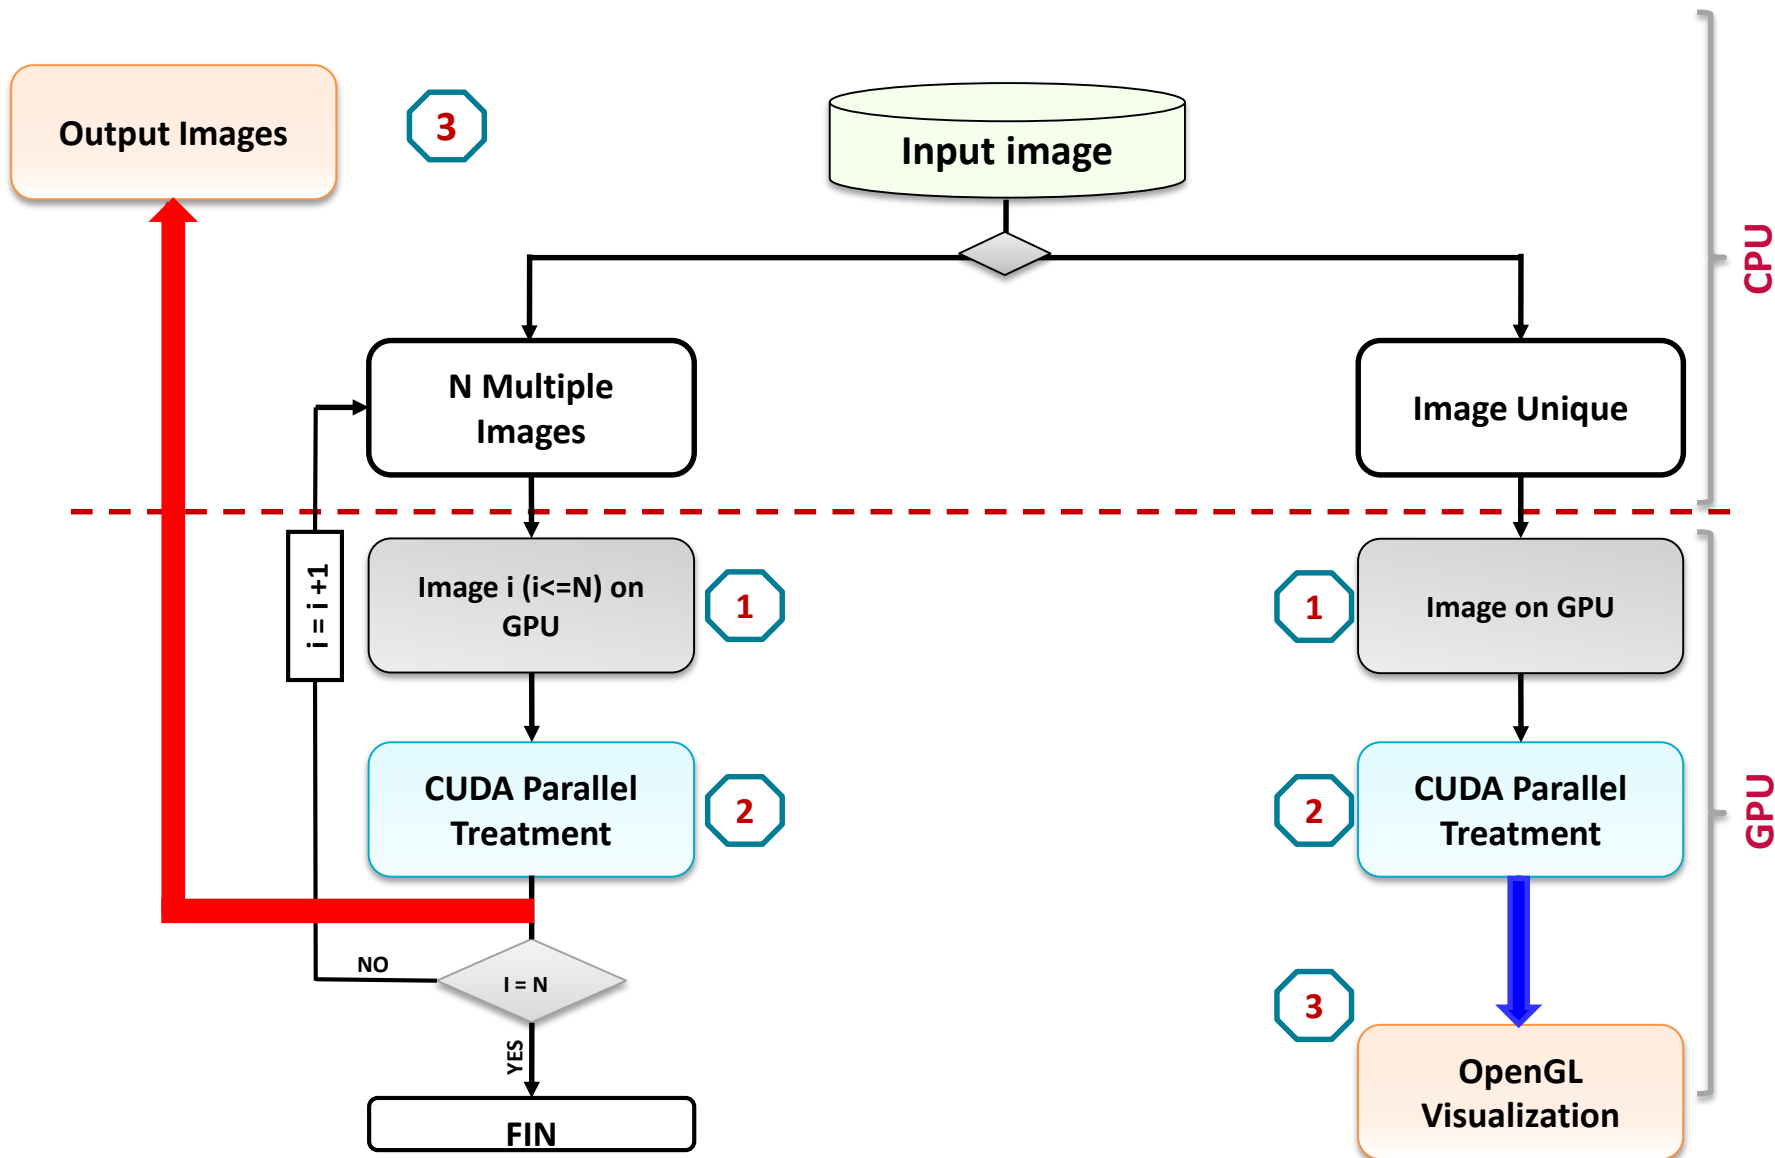 Output Images
3
Input image
CPU
N Multiple
Images
Image Unique
i = i +1
Image i (i<=N) on
GPU
1
1
Image on GPU
CUDA Parallel
Treatment
2
2
CUDA Parallel
Treatment
GPU
NO
I = N
YES
FIN
3
OpenGL
Visualization